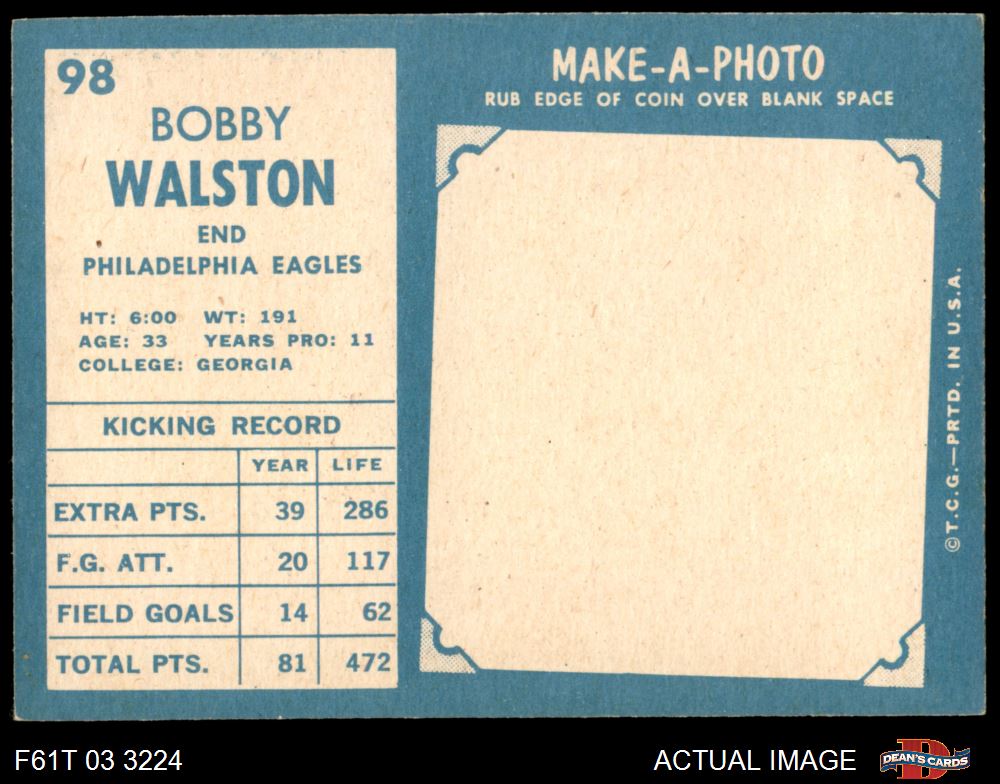 98
BOBBY
WALSTON
END
PHILADELPHIA EAGLES
HT: 6:00 WT: 191
AGE: 33 YEARS PRO: 11
COLLEGE: GEORGIA
KICKING RECORD
YEAR LIFE
EXTRA PTS. 39 286
F.G. ATT. 20 117
FIELD GOALS 14 62
TOTAL PTS. 81 472
MAKE-A-PHOTO
RUB EDGE OF COIN OVER BLANK SPACE
©T.C.G.—PRTD. IN U.S.A.
F61T 03 3224
ACTUAL IMAGE
D
DEAN'S CARDS